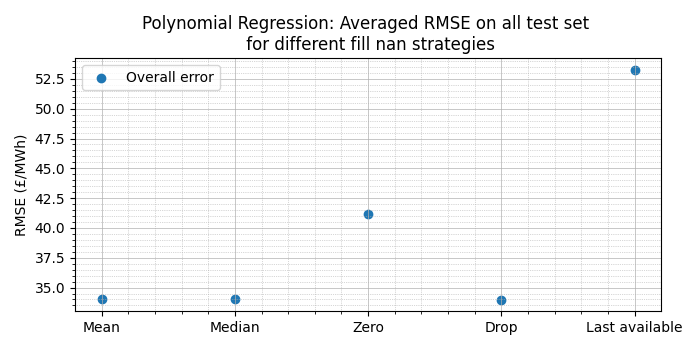 Polynomial Regression: Averaged RMSE on all test set
for different fill nan strategies
Overall error
RMSE (£/MWh)
52.5
50.0
47.5
45.0
42.5
40.0
37.5
35.0
Mean Median Zero Drop Last available